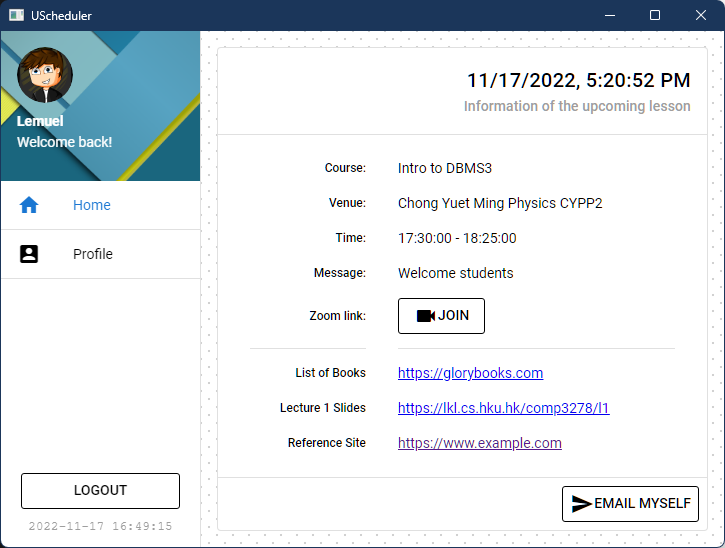 UScheduler
Lemuel
Welcome back!
Home
Profile
LOGOUT
2022-11-17 16:49:15
11/17/2022, 5:20:52 PM
Information of the upcoming lesson
Course: Intro to DBMS3
Venue: Chong Yuet Ming Physics CYPP2
Time: 17:30:00 - 18:25:00
Message: Welcome students
Zoom link: JOIN
List of Books https://glorybooks.com
Lecture 1 Slides https://lkl.cs.hku.hk/comp3278/l1
Reference Site https://www.example.com
EMAIL MYSELF